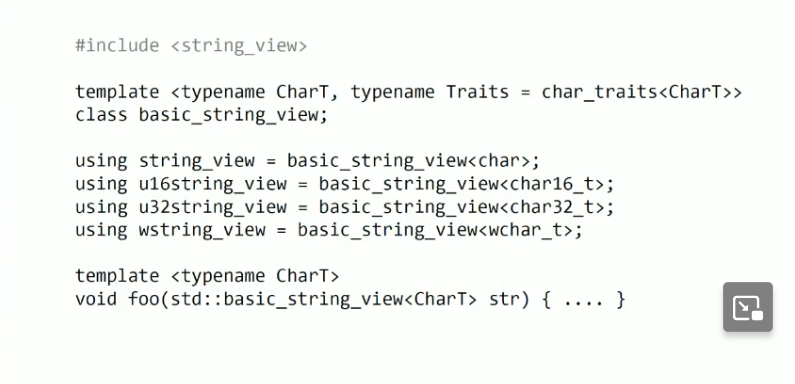 #include <string_view>
template <typename CharT, typename Traits = char_traits<CharT>>
class basic_string_view;
using string_view = basic_string_view<char>;
using u16string_view = basic_string_view<char16_t>;
using u32string_view = basic_string_view<char32_t>;
using wstring_view = basic_string_view<wchar_t>;
template <typename CharT>
void foo(std::basic_string_view<CharT> str) { .... }